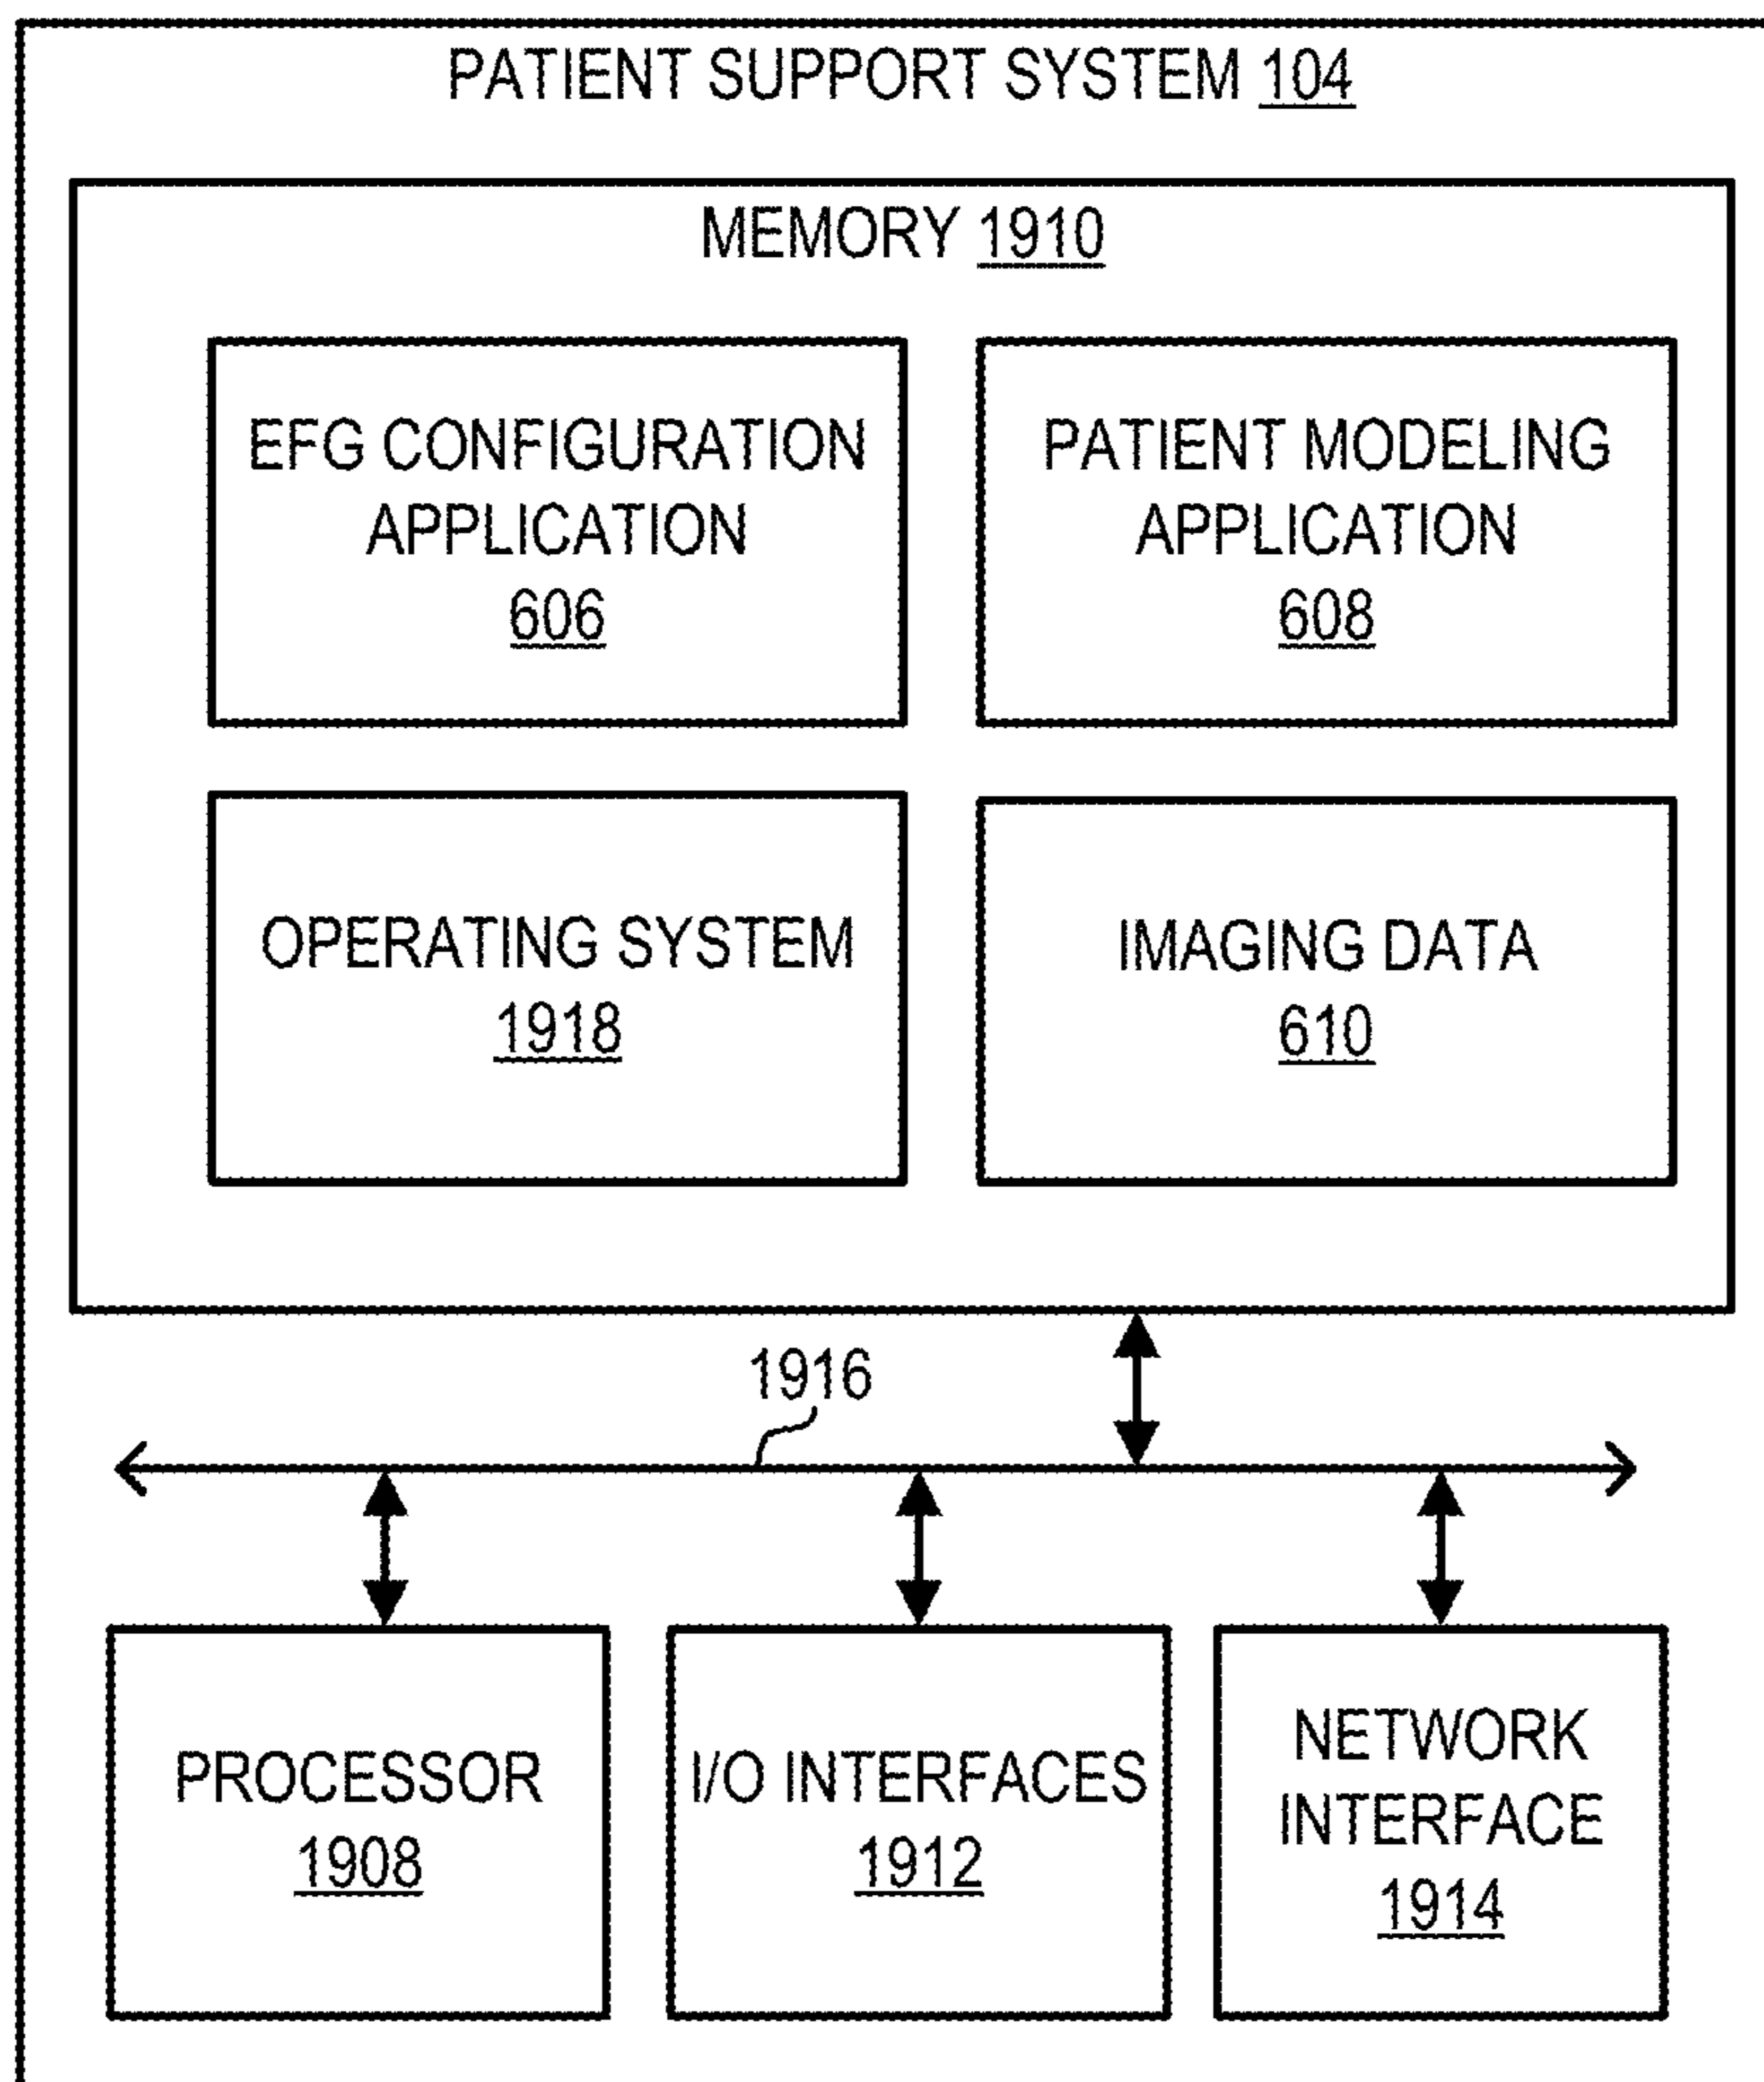 PATIENT SUPPORT SYSTEM 104
MEMORY 1910
EFG CONFIGURATION
APPLICATION
606
PATIENT MODELING
APPLICATION
608
OPERATING SYSTEM
1918
IMAGING DATA
610
1916
PROCESSOR
1908
I/O INTERFACES
1912
NETWORK
INTERFACE
1914